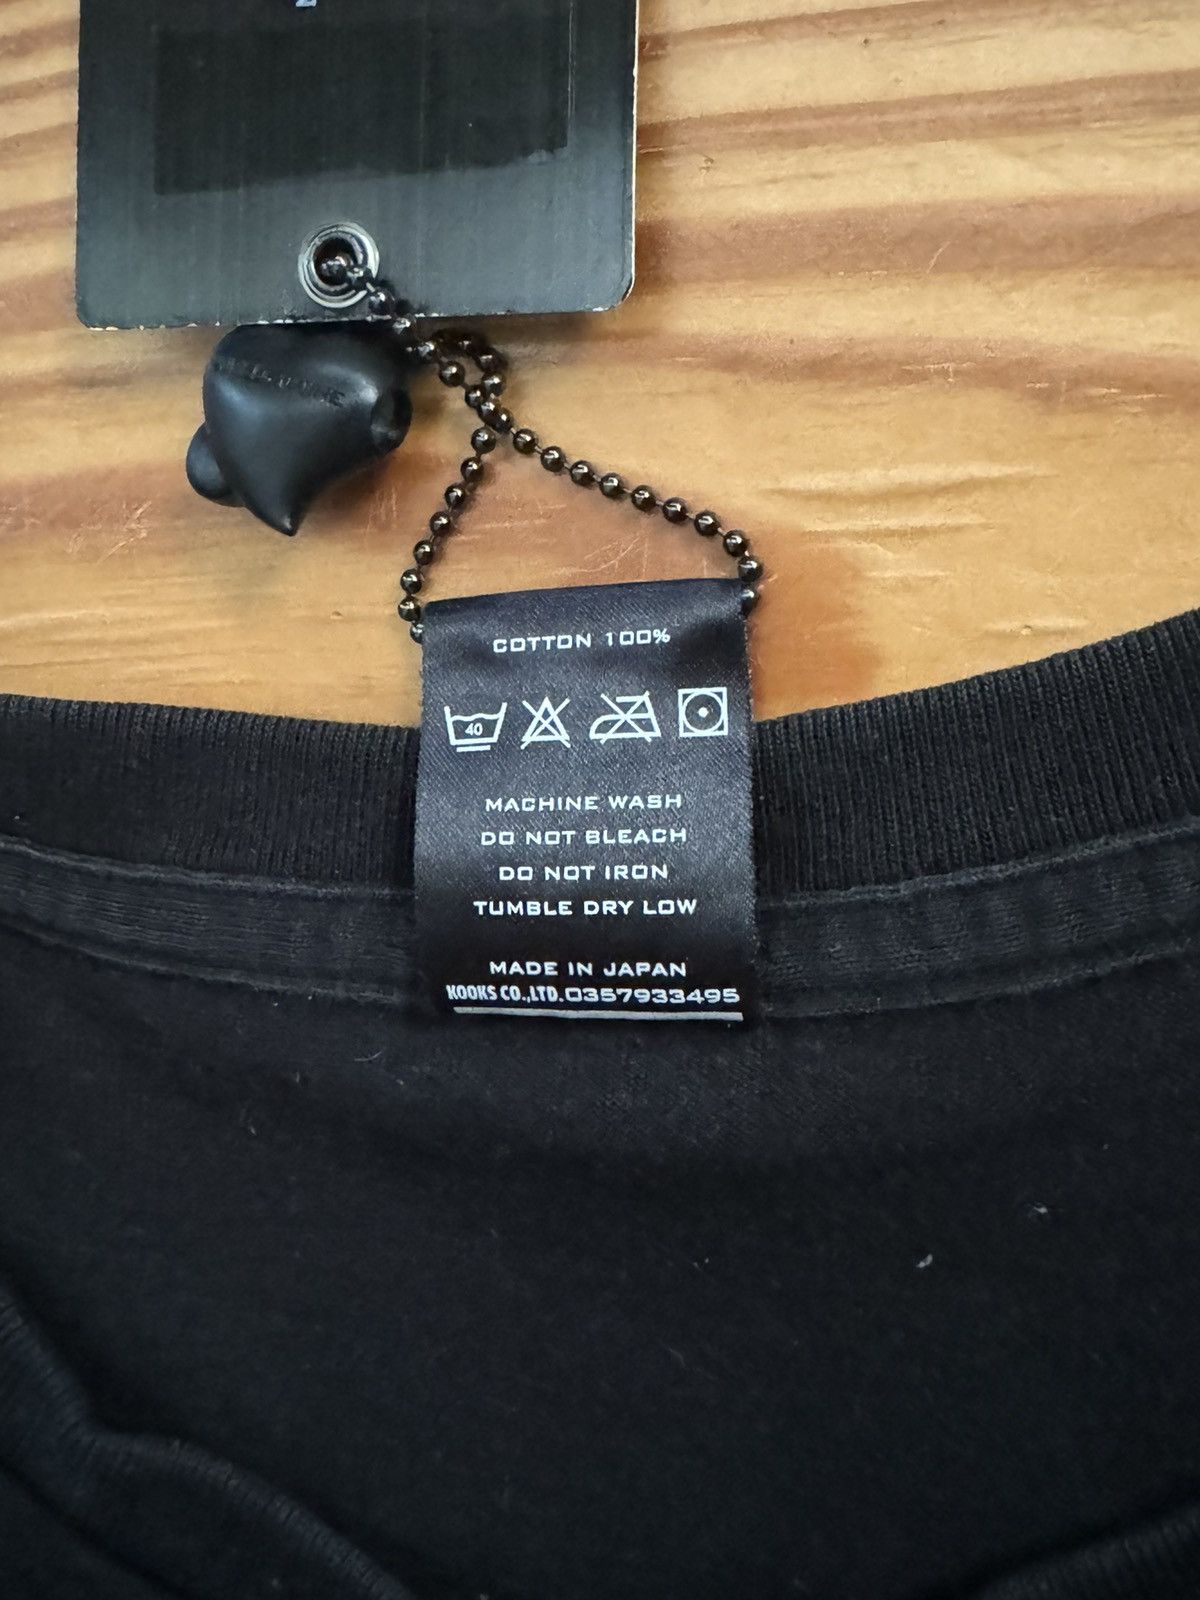 COTTON 100%
40
MACHINE WASH
DO NOT BLEACH
DO NOT IRON
TUMBLE DRY LOW
MADE IN JAPAN
KOOKS CO.,LTD.0357933495